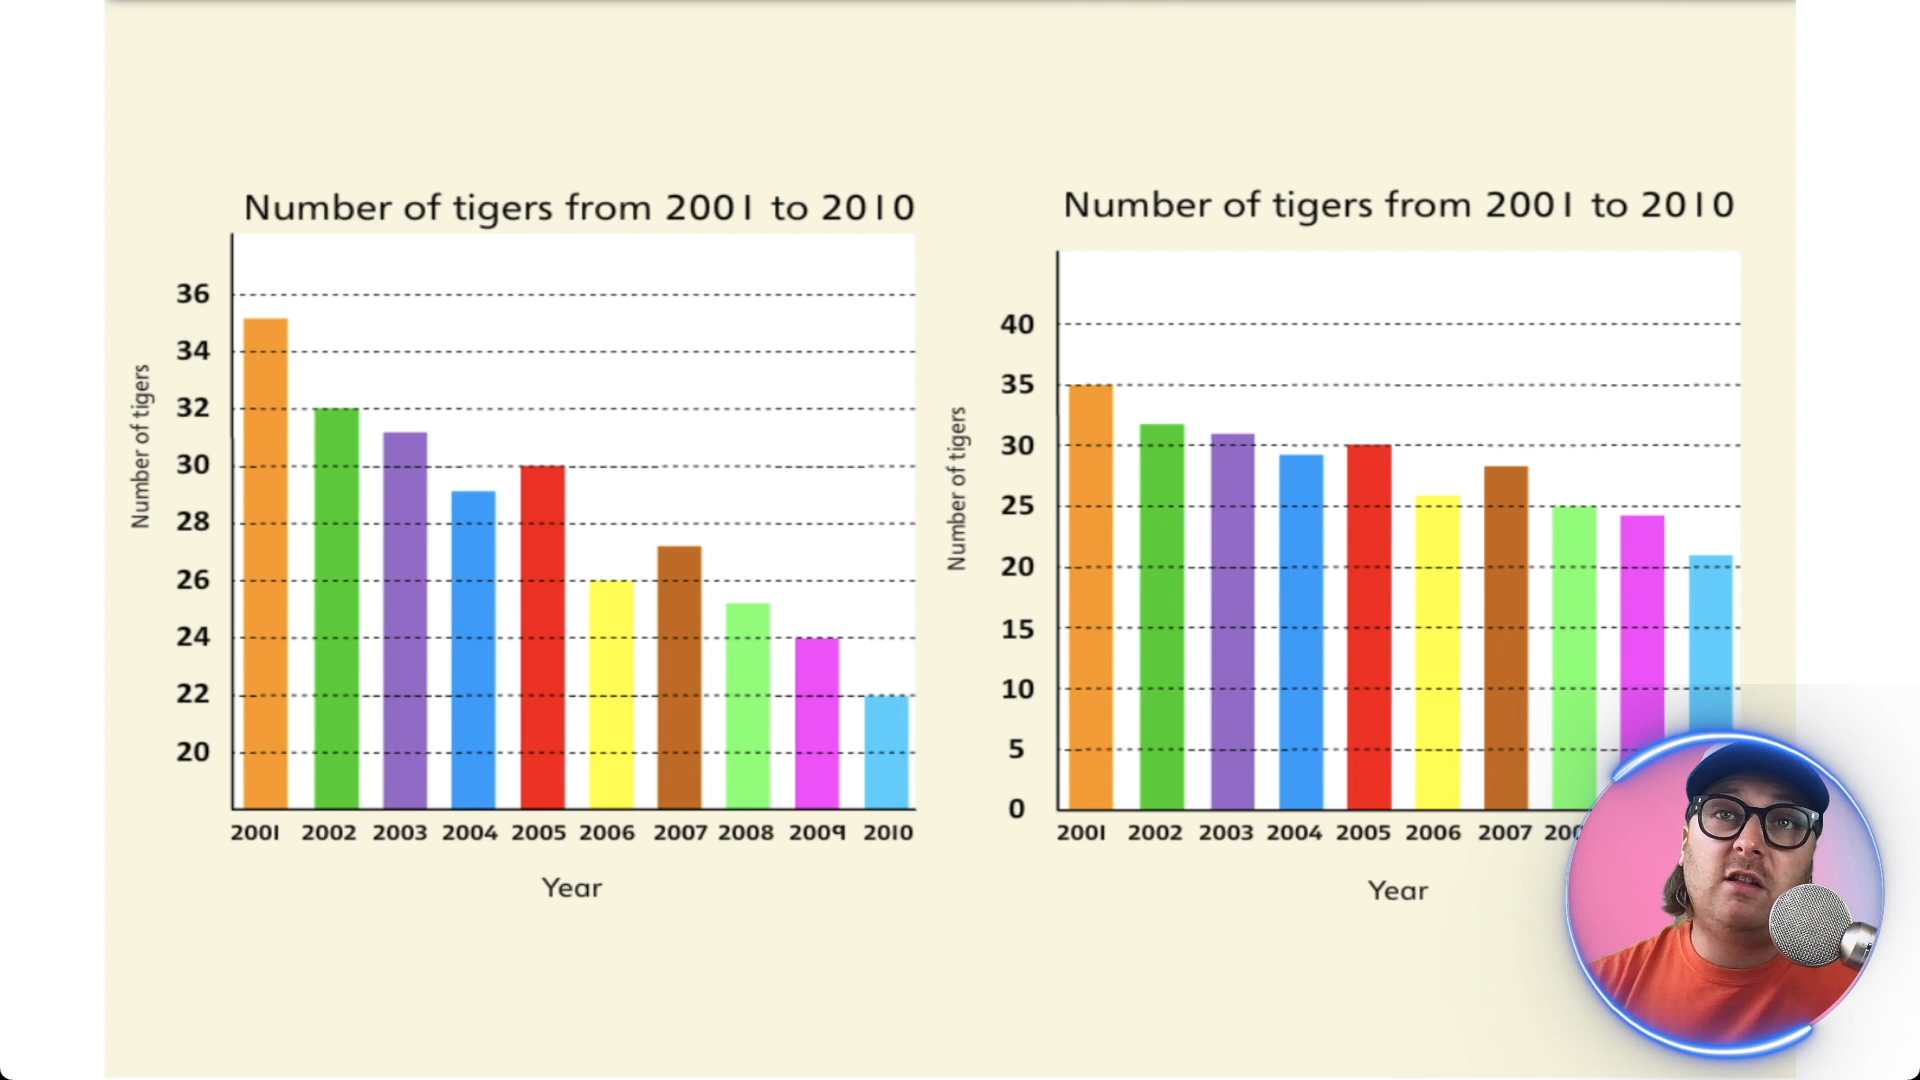 Number of tigers from 2001 to 2010
Number of tigers
36
34
32
30
28
26
24
22
20
2001 2002 2003 2004 2005 2006 2007 2008 2009 2010
Year
Number of tigers from 2001 to 2010
Number of tigers
40
35
30
25
20
15
10
5
0
2001 2002 2003 2004 2005 2006 2007
Year